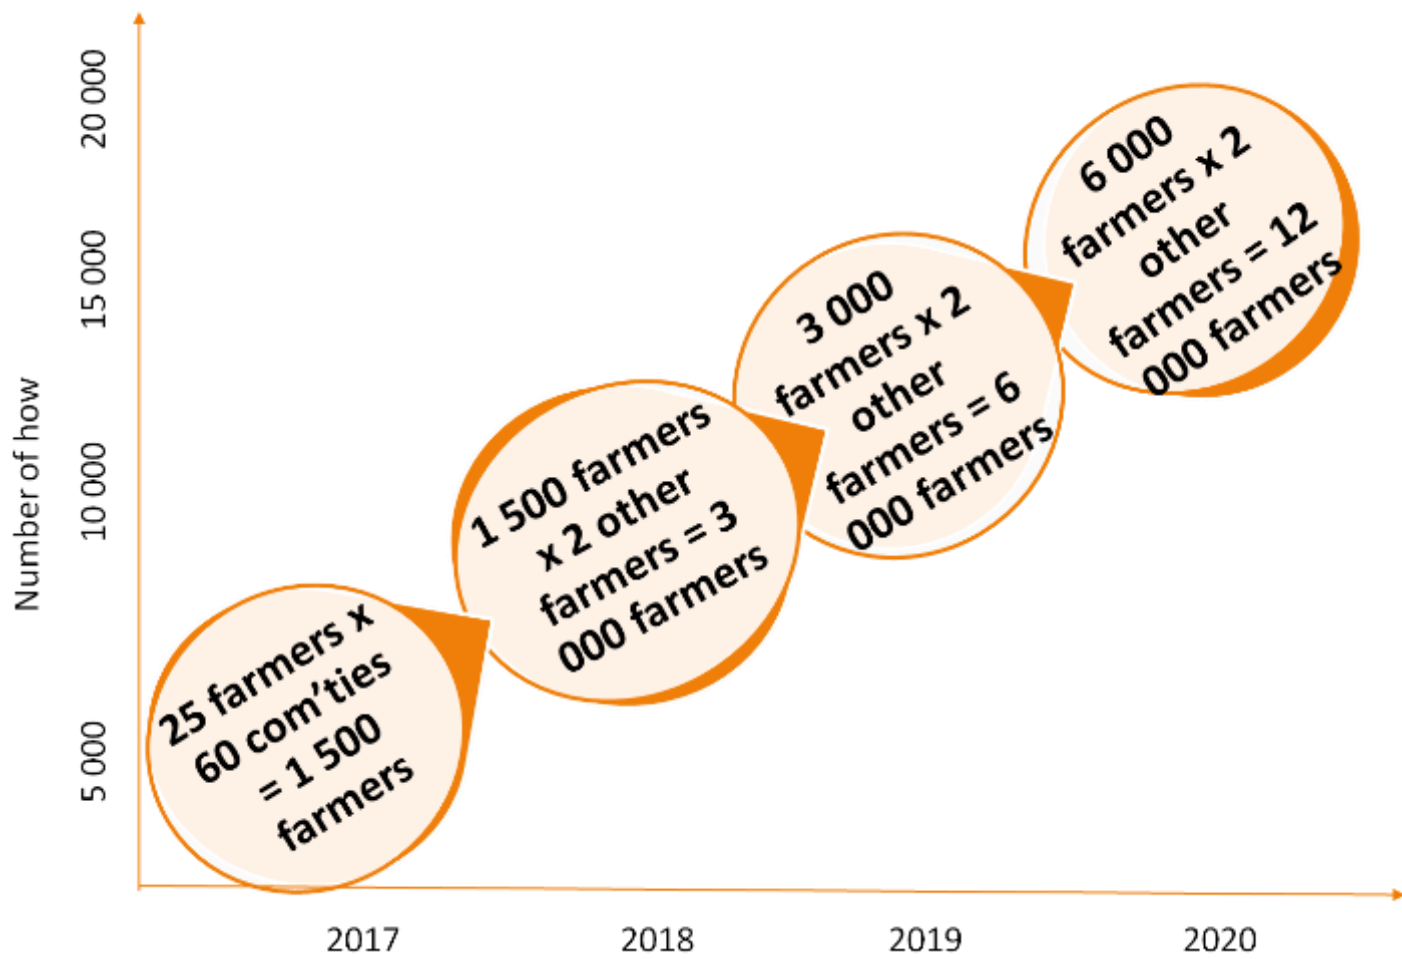 20 000
15 000
10 000
5 000
Number of how
25 farmers x
60 com’ties
= 1 500
farmers
1 500 farmers
x 2 other
farmers = 3
000 farmers
3 000
farmers x 2
other
farmers = 6
000 farmers
6 000
farmers x 2
other
farmers = 12
000 farmers
2017
2018
2019
2020